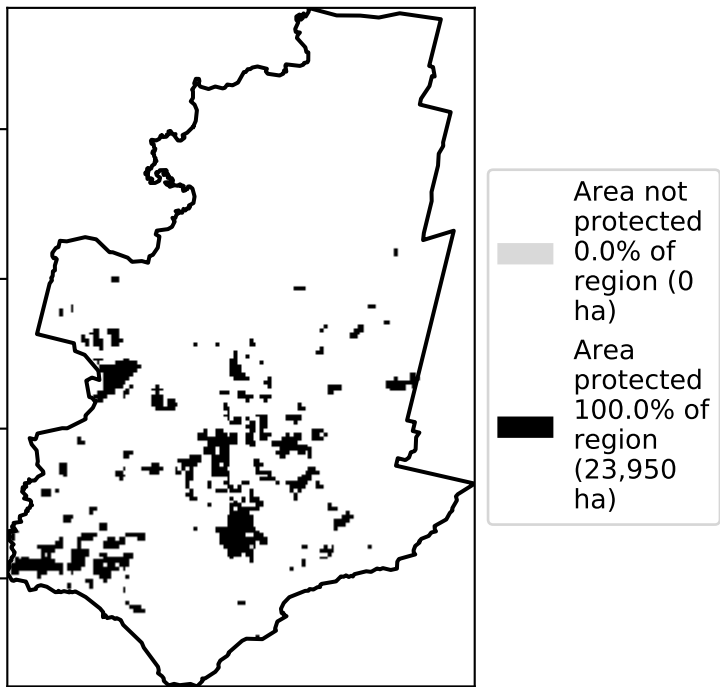 Area not
protected
0.0% of
region (0
ha)
Area
protected
100.0% of
region
(23,950
ha)